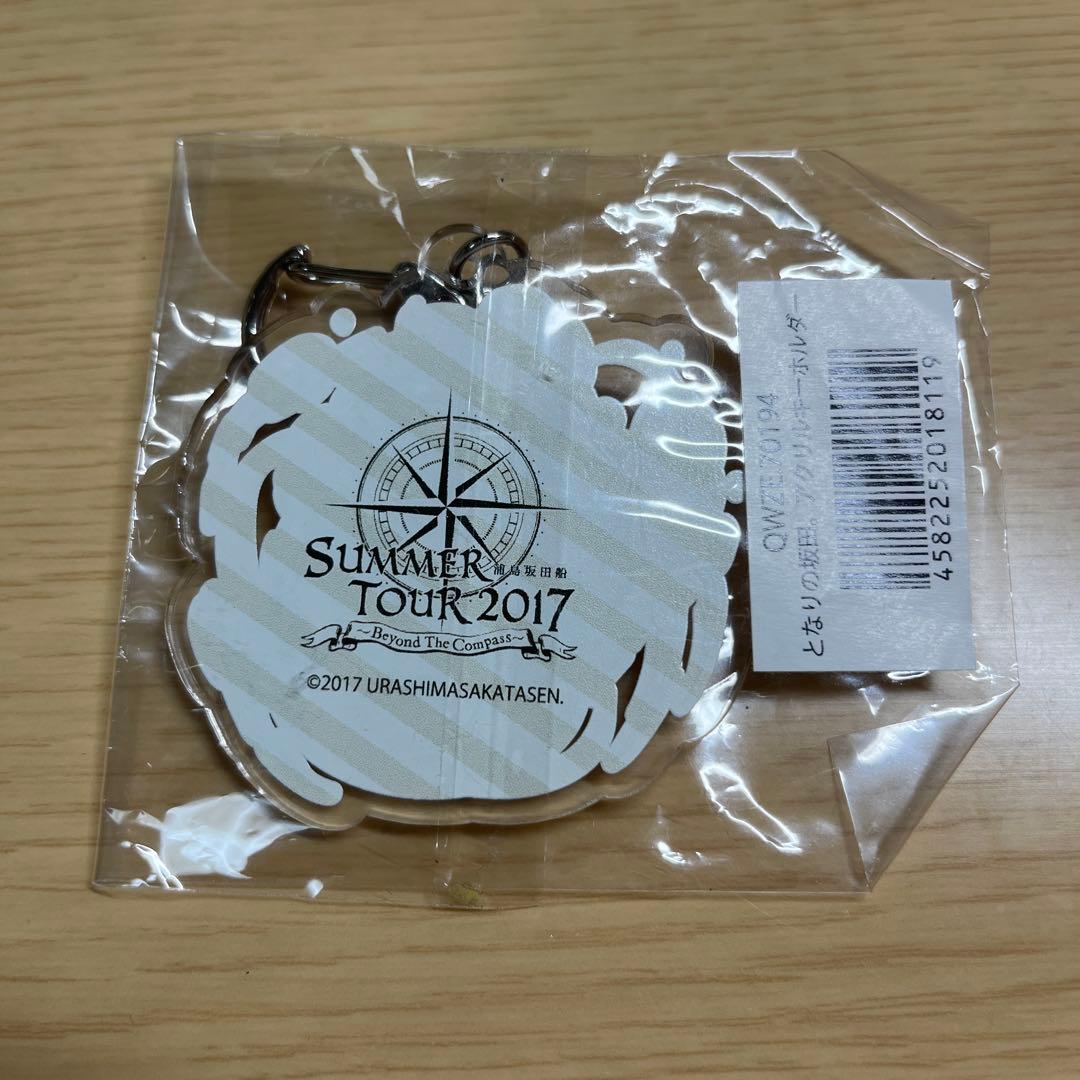 SUMMER 浦島坂田船
TOUR 2017
~Beyond The Compass~
©2017 URASHIMASAKATASEN.
QWZE70194
となりの坂田。アクリルキーホルダー
4582252018119